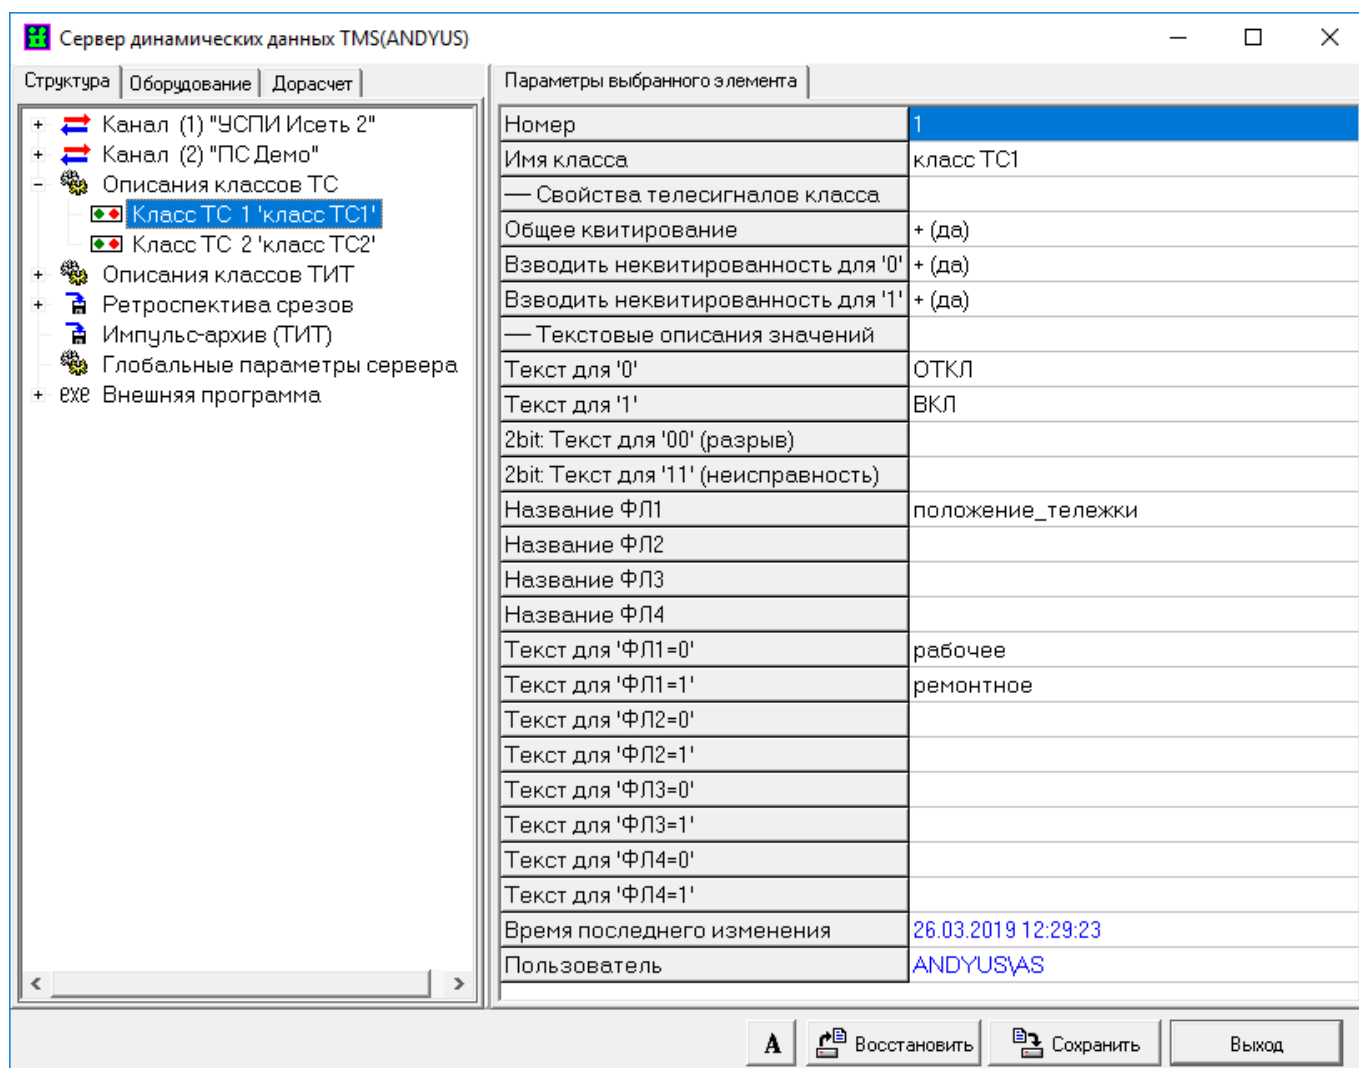 Сервер динамических данных TMS(ANDYUS)
Структура Оборудование Дорасчет
Канал (1) "УСПИ Исеть 2"
Канал (2) "ПС Демо"
Описания классов ТС
Класс ТС 1 'класс ТС1'
Класс ТС 2 'класс ТС2'
Описания классов ТИТ
Ретроспектива срезов
Импульс-архив (ТИТ)
Глобальные параметры сервера
exe Внешняя программа
Параметры выбранного элемента
Номер 1
Имя класса класс ТС1
— Свойства телесигналов класса
Общее квитирование + (да)
Взводить неквитированность для '0' + (да)
Взводить неквитированность для '1' + (да)
— Текстовые описания значений
Текст для '0' ОТКЛ
Текст для '1' ВКЛ
2bit: Текст для '00' (разрыв)
2bit: Текст для '11' (неисправность)
Название ФЛ1 положение_тележки
Название ФЛ2
Название ФЛ3
Название ФЛ4
Текст для 'ФЛ1=0' рабочее
Текст для 'ФЛ1=1' ремонтное
Текст для 'ФЛ2=0'
Текст для 'ФЛ2=1'
Текст для 'ФЛ3=0'
Текст для 'ФЛ3=1'
Текст для 'ФЛ4=0'
Текст для 'ФЛ4=1'
Время последнего изменения 26.03.2019 12:29:23
Пользователь ANDYUS\AS
A Восстановить Сохранить Выход